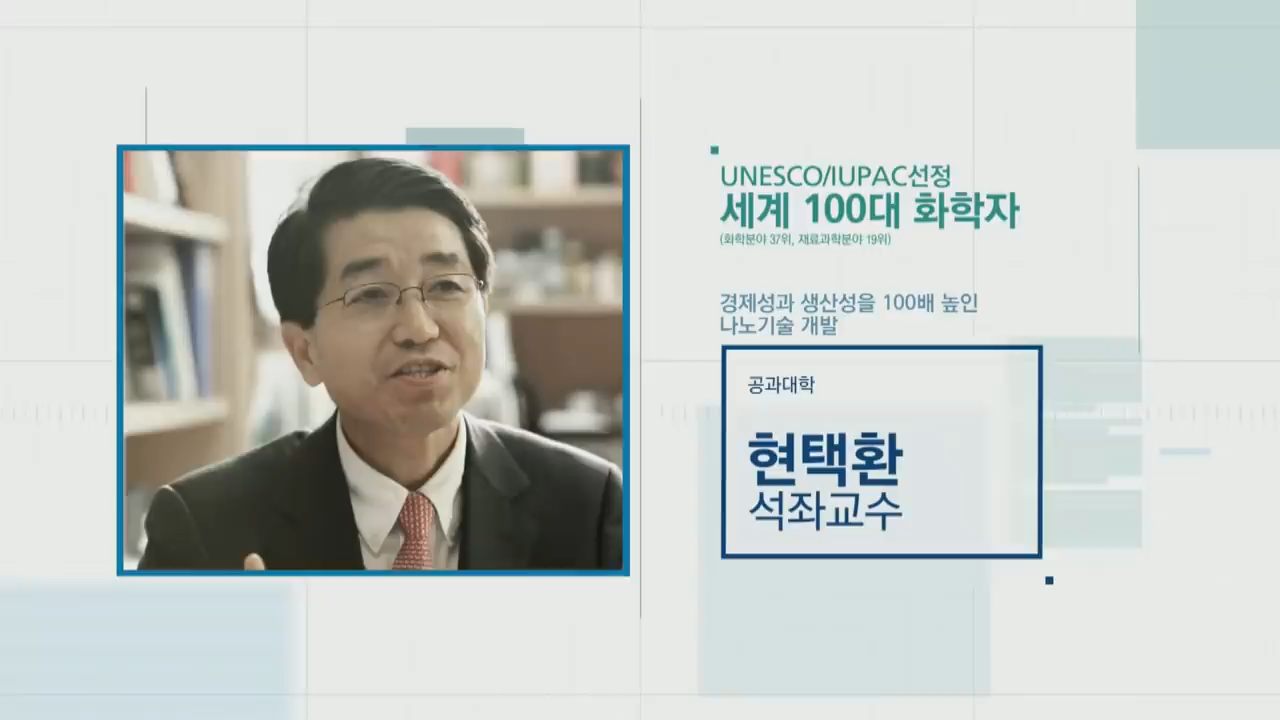 UNESCO/IUPAC선정
세계 100대 화학자
(화학분야 37위, 재료과학분야 19위)
경제성과 생산성을 100배 높인
나노기술 개발
공과대학
현택환
석좌교수